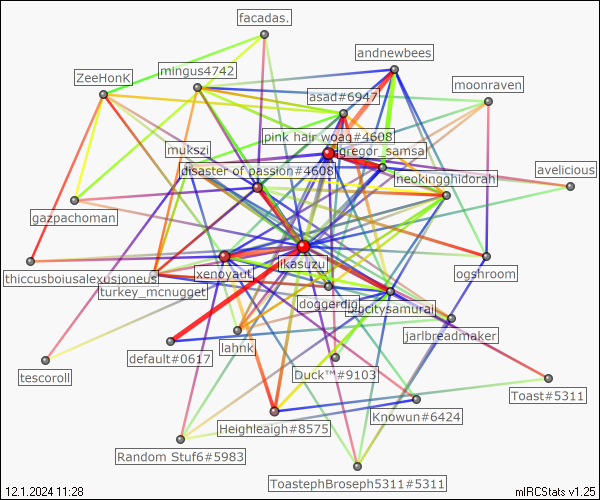 facadas.
andnewbees
mingus4742
ZeeHonK
moonraven
asad#6947
pink hair woag#4608
gregor_samsa
mukszi
disaster of passion#4608
neokingghidorah
avelicious
gazpachoman
ikasuzu
xenoyaut
ogshroom
thiccusboiusalexusjoneus
turkey_mcnugget
doggerdig
jarlbreadmaker
lahnk
default#0617
Duck™#9103
tescoroll
Toast#5311
Knowun#6424
Heighleaigh#8575
Random Stuf6#5983
ToastephBroseph5311#5311
12.1.2024 11:28
mIRCStats v1.25